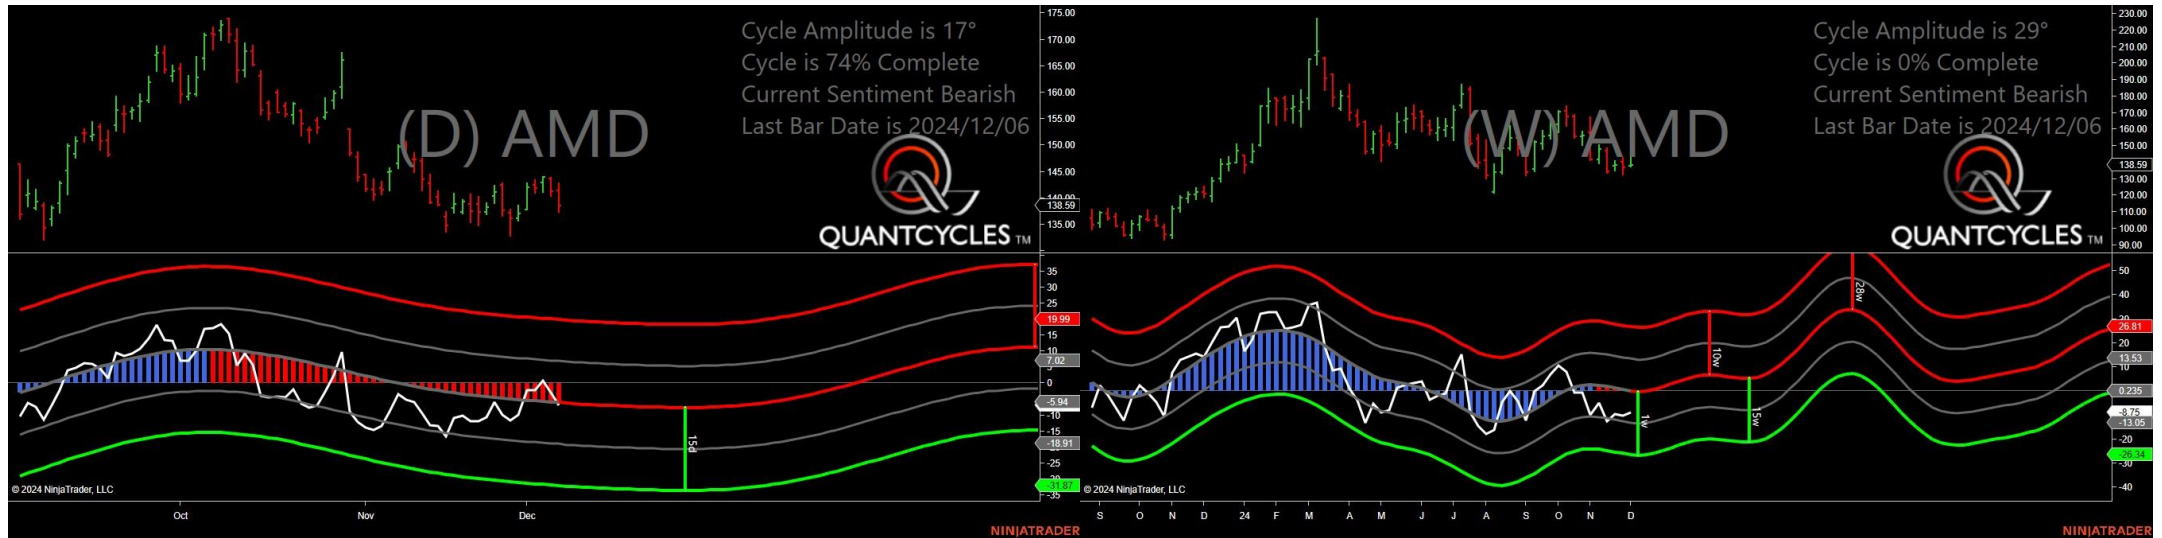 (D) AMD
Cycle Amplitude is 17°
Cycle is 74% Complete
Current Sentiment Bearish
Last Bar Date is 2024/12/06
QUANTCYCLES TM
175.00
170.00
165.00
160.00
155.00
150.00
145.00
140.00
138.59
135.00
35
30
25
19.99
15
10
7.02
0
-5.94
-10
-15
-18.91
-25
-31.87
-35
15d
© 2024 NinjaTrader, LLC
Oct
Nov
Dec
NINJATRADER
(W) AMD
Cycle Amplitude is 29°
Cycle is 0% Complete
Current Sentiment Bearish
Last Bar Date is 2024/12/06
QUANTCYCLES TM
230.00
220.00
210.00
200.00
190.00
180.00
170.00
160.00
150.00
138.59
130.00
120.00
110.00
100.00
90.00
50
40
26.81
20
13.53
10
0.235
-8.75
-13.05
-20
-26.34
-30
-40
1w
10w
15w
28w
© 2024 NinjaTrader, LLC
S
O
N
D
24
F
M
A
M
J
J
A
S
O
N
D
NINJATRADER